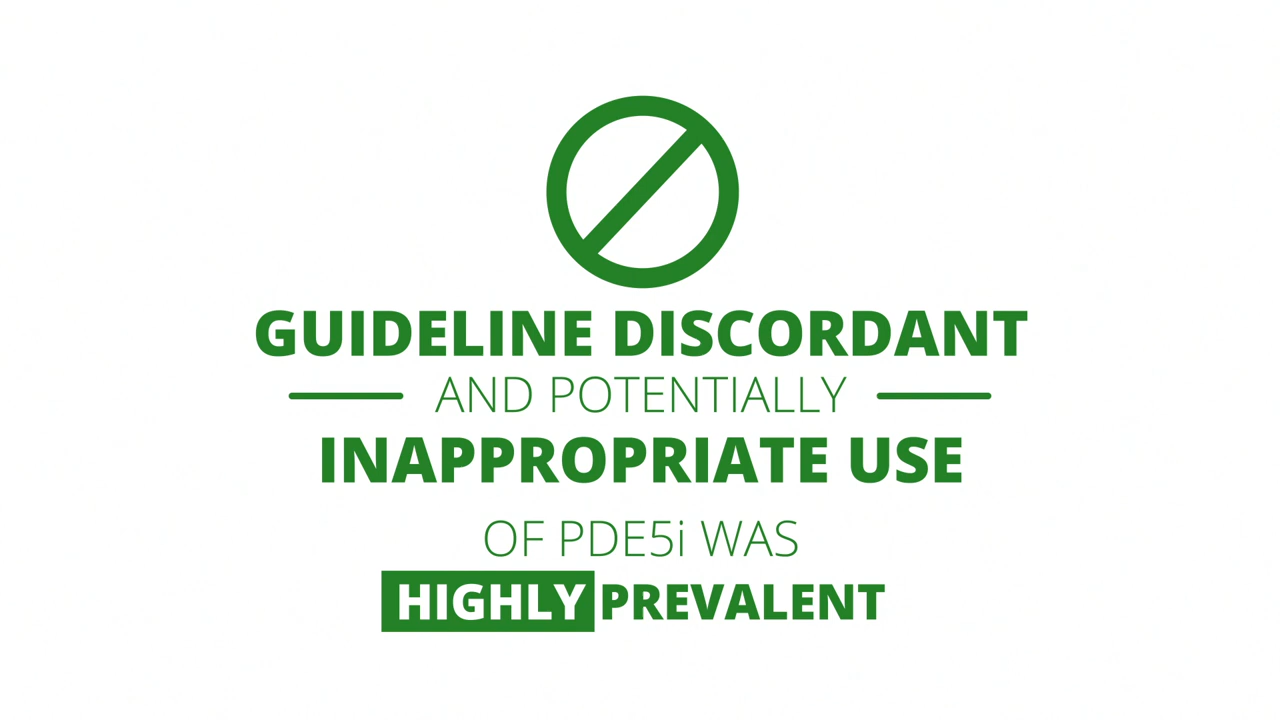 GUIDELINE DISCORDANT
AND POTENTIALLY
INAPPROPRIATE USE
OF PDE5i WAS
HIGHLY PREVALENT